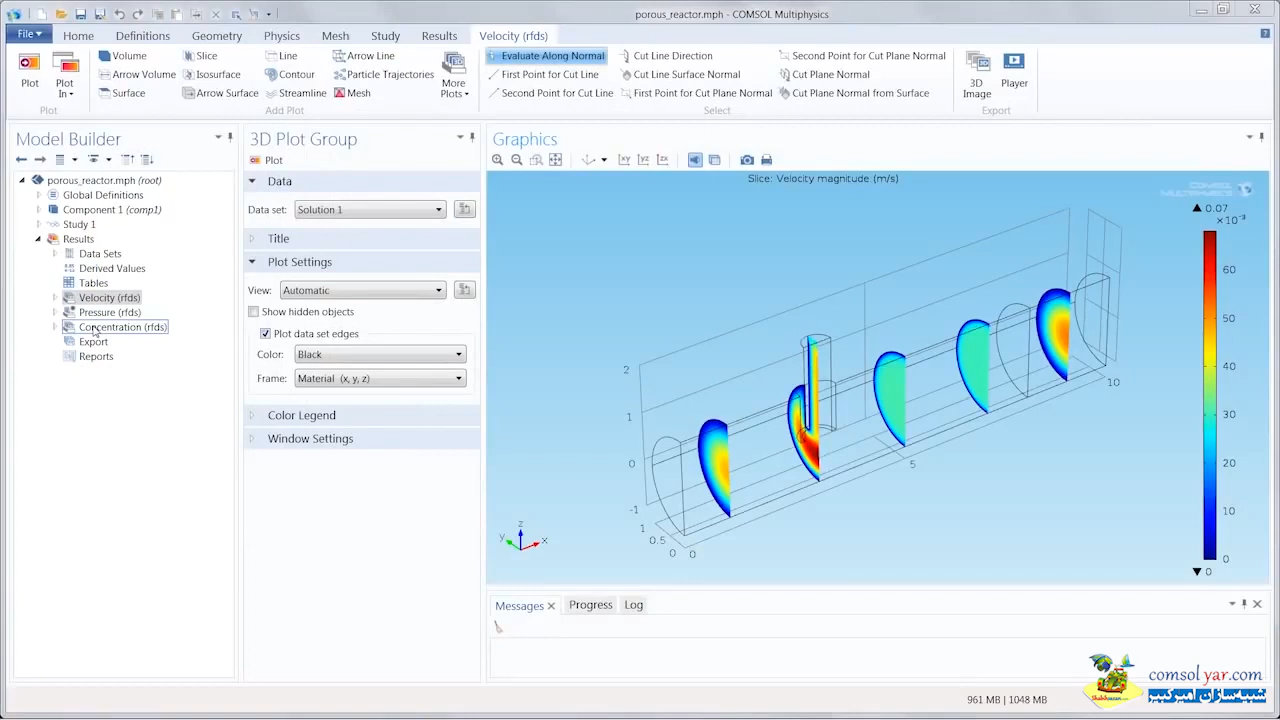 porous_reactor.mph - COMSOL Multiphysics
File Home Definitions Geometry Physics Mesh Study Results Velocity (rfds)
Plot
Plot In
Plot
Volume
Arrow Volume
Surface
Slice
Isosurface
Arrow Surface
Line
Contour
Streamline
Arrow Line
Particle Trajectories
Mesh
More Plots
Add Plot
Evaluate Along Normal
First Point for Cut Line
Second Point for Cut Line
Cut Line Direction
Cut Line Surface Normal
First Point for Cut Plane Normal
Second Point for Cut Plane Normal
Cut Plane Normal
Cut Plane Normal from Surface
Select
3D Image
Player
Export
Model Builder
porous_reactor.mph (root)
Global Definitions
Component 1 (comp1)
Study 1
Results
Data Sets
Derived Values
Tables
Velocity (rfds)
Pressure (rfds)
Concentration (rfds)
Export
Reports
3D Plot Group
Plot
Data
Data set: Solution 1
Title
Plot Settings
View: Automatic
Show hidden objects
Plot data set edges
Color: Black
Frame: Material (x, y, z)
Color Legend
Window Settings
Graphics
xy yz zx
Slice: Velocity magnitude (m/s)
COMSOL
MULTIPHYSICS
▲ 0.07
×10⁻³
60
50
40
30
20
10
0
▼ 0
2
1
0
-1
1
0.5
0
0
5
10
z
y
x
Messages Progress Log
961 MB | 1048 MB
comsol yar.com